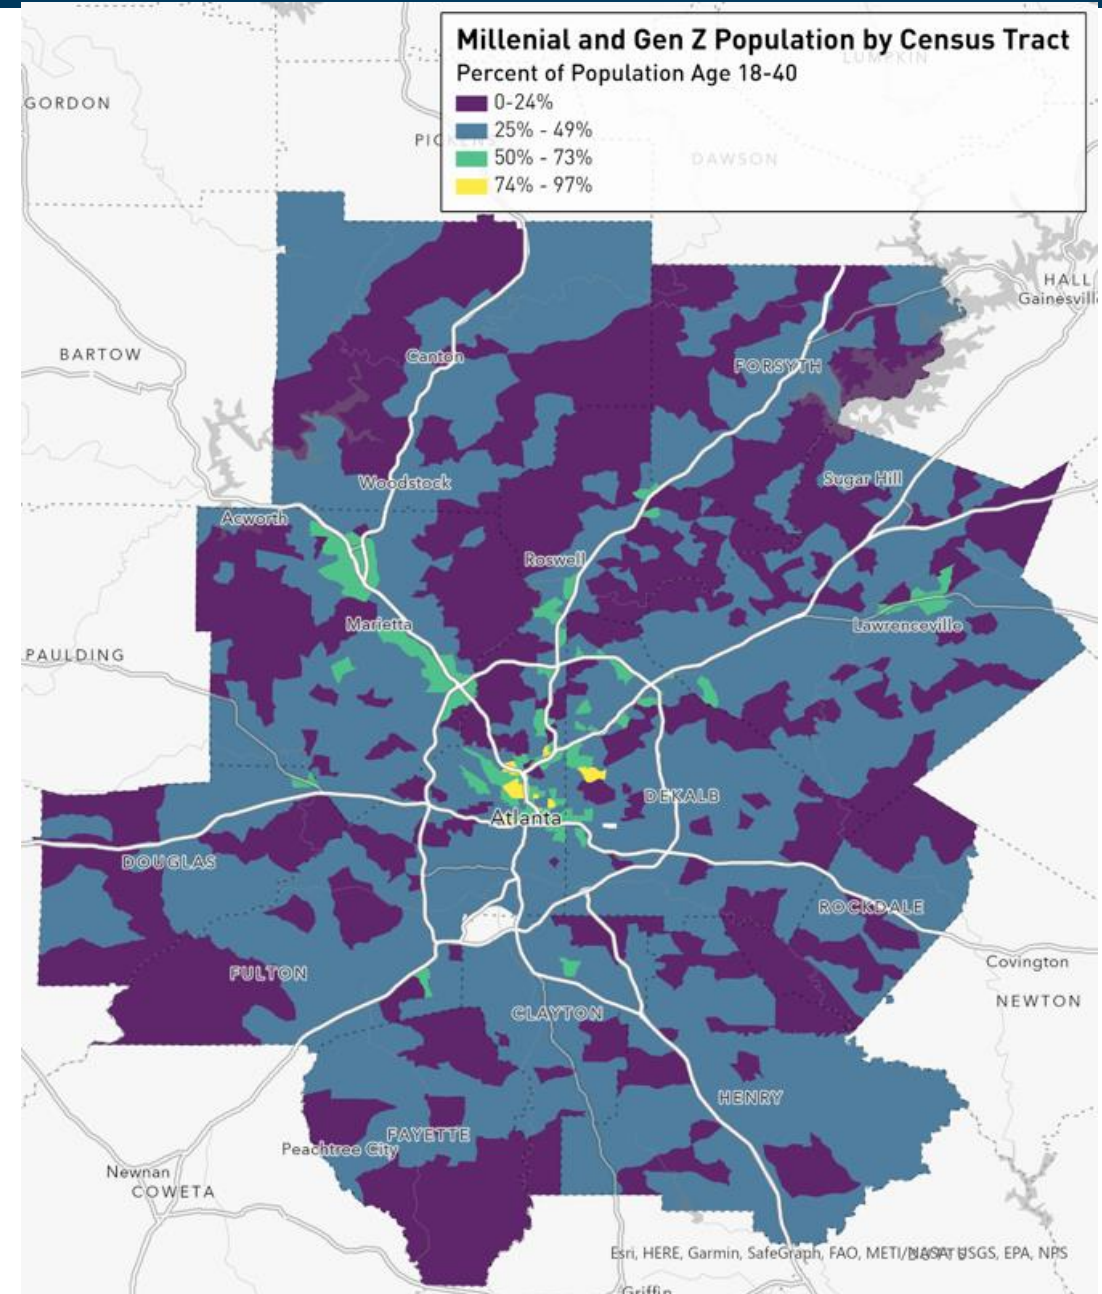 Millenial and Gen Z Population by Census Tract
Percent of Population Age 18-40
0-24%
25% - 49%
50% - 73%
74% - 97%
LUMPKIN
GORDON
PICKENS
DAWSON
HALL
Gainesvill
BARTOW
Canton
FORSYTH
Woodstock
Sugar Hill
Acworth
Roswell
Marietta
Lawrenceville
PAULDING
DEKALB
Atlanta
DOUGLAS
ROCKDALE
Covington
FULTON
NEWTON
CLAYTON
HENRY
FAYETTE
Peachtree City
Newnan
COWETA
Esri, HERE, Garmin, SafeGraph, FAO, METI/NASA, USGS, EPA, NPS
Griffin